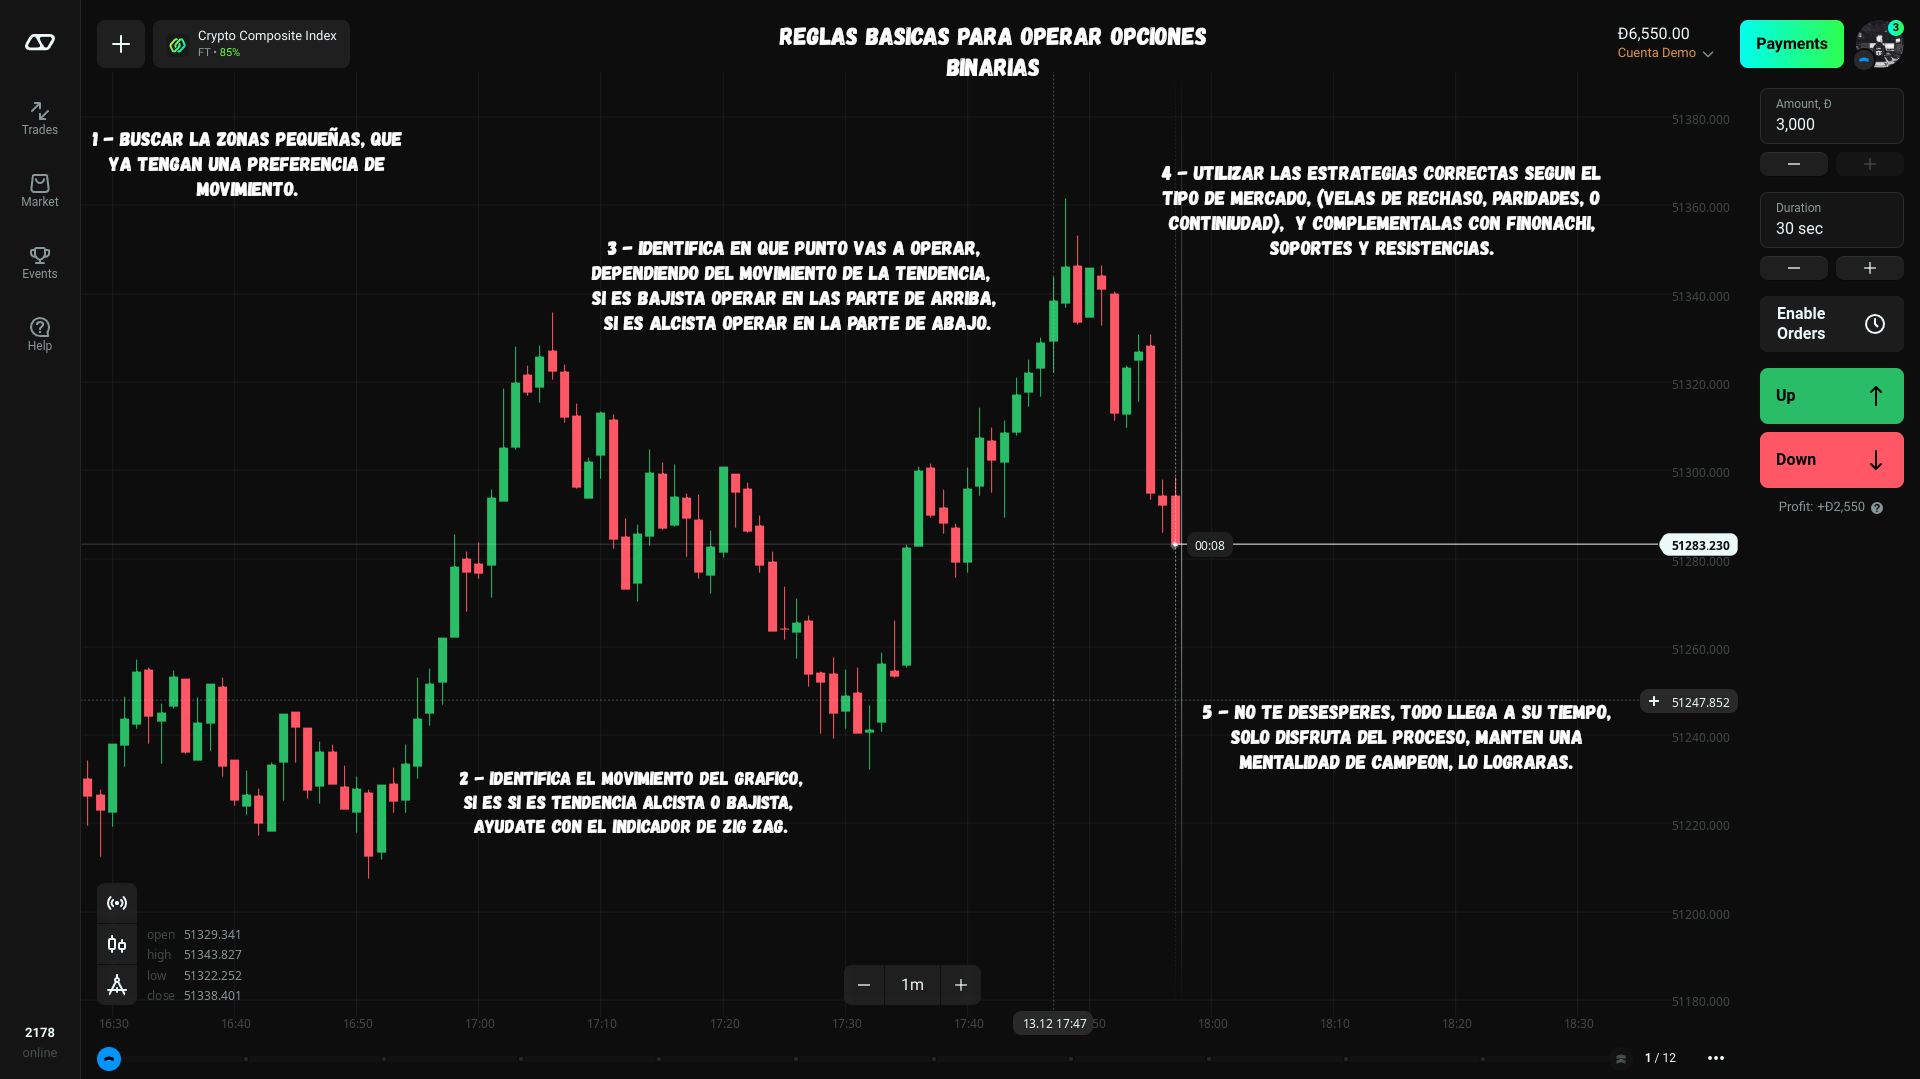 Crypto Composite Index
FT • 85%
REGLAS BASICAS PARA OPERAR OPCIONES
BINARIAS
Đ6,550.00
Cuenta Demo
Payments
3
Trades
Market
Events
Help
1 – BUSCAR LA ZONAS PEQUEÑAS, QUE
YA TENGAN UNA PREFERENCIA DE
MOVIMIENTO.
3 – IDENTIFICA EN QUE PUNTO VAS A OPERAR,
DEPENDIENDO DEL MOVIMIENTO DE LA TENDENCIA,
SI ES BAJISTA OPERAR EN LAS PARTE DE ARRIBA,
SI ES ALCISTA OPERAR EN LA PARTE DE ABAJO.
4 – UTILIZAR LAS ESTRATEGIAS CORRECTAS SEGUN EL
TIPO DE MERCADO, (VELAS DE RECHASO, PARIDADES, O
CONTINIUDAD), Y COMPLEMENTALAS CON FINONACHI,
SOPORTES Y RESISTENCIAS.
2 – IDENTIFICA EL MOVIMIENTO DEL GRAFICO,
SI ES SI ES TENDENCIA ALCISTA O BAJISTA,
AYUDATE CON EL INDICADOR DE ZIG ZAG.
5 – NO TE DESESPERES, TODO LLEGA A SU TIEMPO,
SOLO DISFRUTA DEL PROCESO, MANTEN UNA
MENTALIDAD DE CAMPEON, LO LOGRARAS.
51380.000
51360.000
51340.000
51320.000
51300.000
00:08
51283.230
51280.000
51260.000
+ 51247.852
51240.000
51220.000
51200.000
51180.000
Amount, Đ
3,000
Duration
30 sec
Enable
Orders
Up
Down
Profit: +Đ2,550 ?
open 51329.341
high 51343.827
low 51322.252
close 51338.401
1m
16:30 16:40 16:50 17:00 17:10 17:20 17:30 17:40 13.12 17:47 50 18:00 18:10 18:20 18:30
2178
online
1 / 12